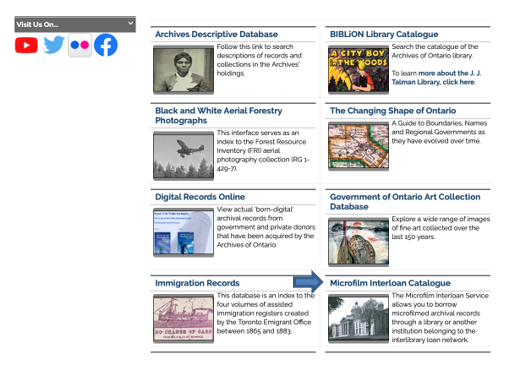 Visit Us On...
Archives Descriptive Database
Follow this link to search
descriptions of records and
collections in the Archives'
holdings.
BIBLiON Library Catalogue
A CITY BOY
IN THE WOODS
Search the catalogue of the
Archives of Ontario library.
To learn more about the J. J.
Talman Library, click here.
Black and White Aerial Forestry
Photographs
This interface serves as an
index to the Forest Resource
Inventory (FRI) aerial
photography collection (RG 1-
429-7).
The Changing Shape of Ontario
A Guide to Boundaries, Names
and Regional Governments as
they have evolved over time.
Digital Records Online
View actual 'born-digital'
archival records from
government and private donors
that have been acquired by the
Archives of Ontario.
Government of Ontario Art Collection
Database
Explore a wide range of images
of fine art collected over the
last 150 years.
Immigration Records
NO CHANGE OF CARS
This database is an index to the
four volumes of assisted
immigration registers created
by the Toronto Emigrant Office
between 1865 and 1883.
Microfilm Interloan Catalogue
The Microfilm Interloan Service
allows you to borrow
microfilmed archival records
through a library or another
institution belonging to the
interlibrary loan network.